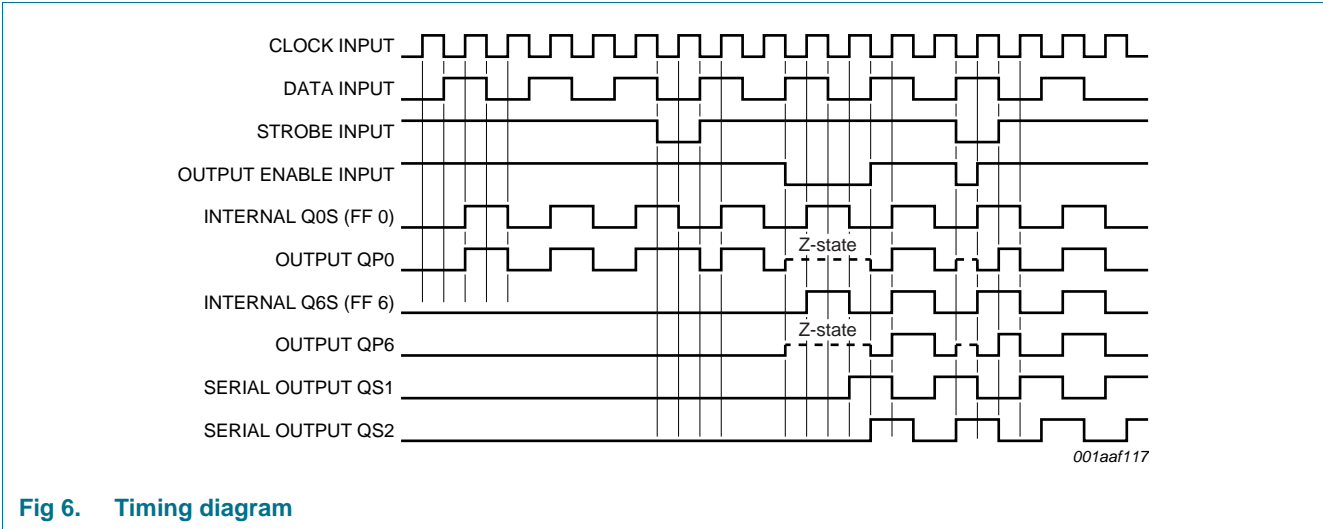 CLOCK INPUT
DATA INPUT
STROBE INPUT
OUTPUT ENABLE INPUT
INTERNAL Q0S (FF 0)
Z-state
OUTPUT QP0
INTERNAL Q6S (FF 6)
Z-state
OUTPUT QP6
SERIAL OUTPUT QS1
SERIAL OUTPUT QS2
001aaf117
Fig 6. Timing diagram